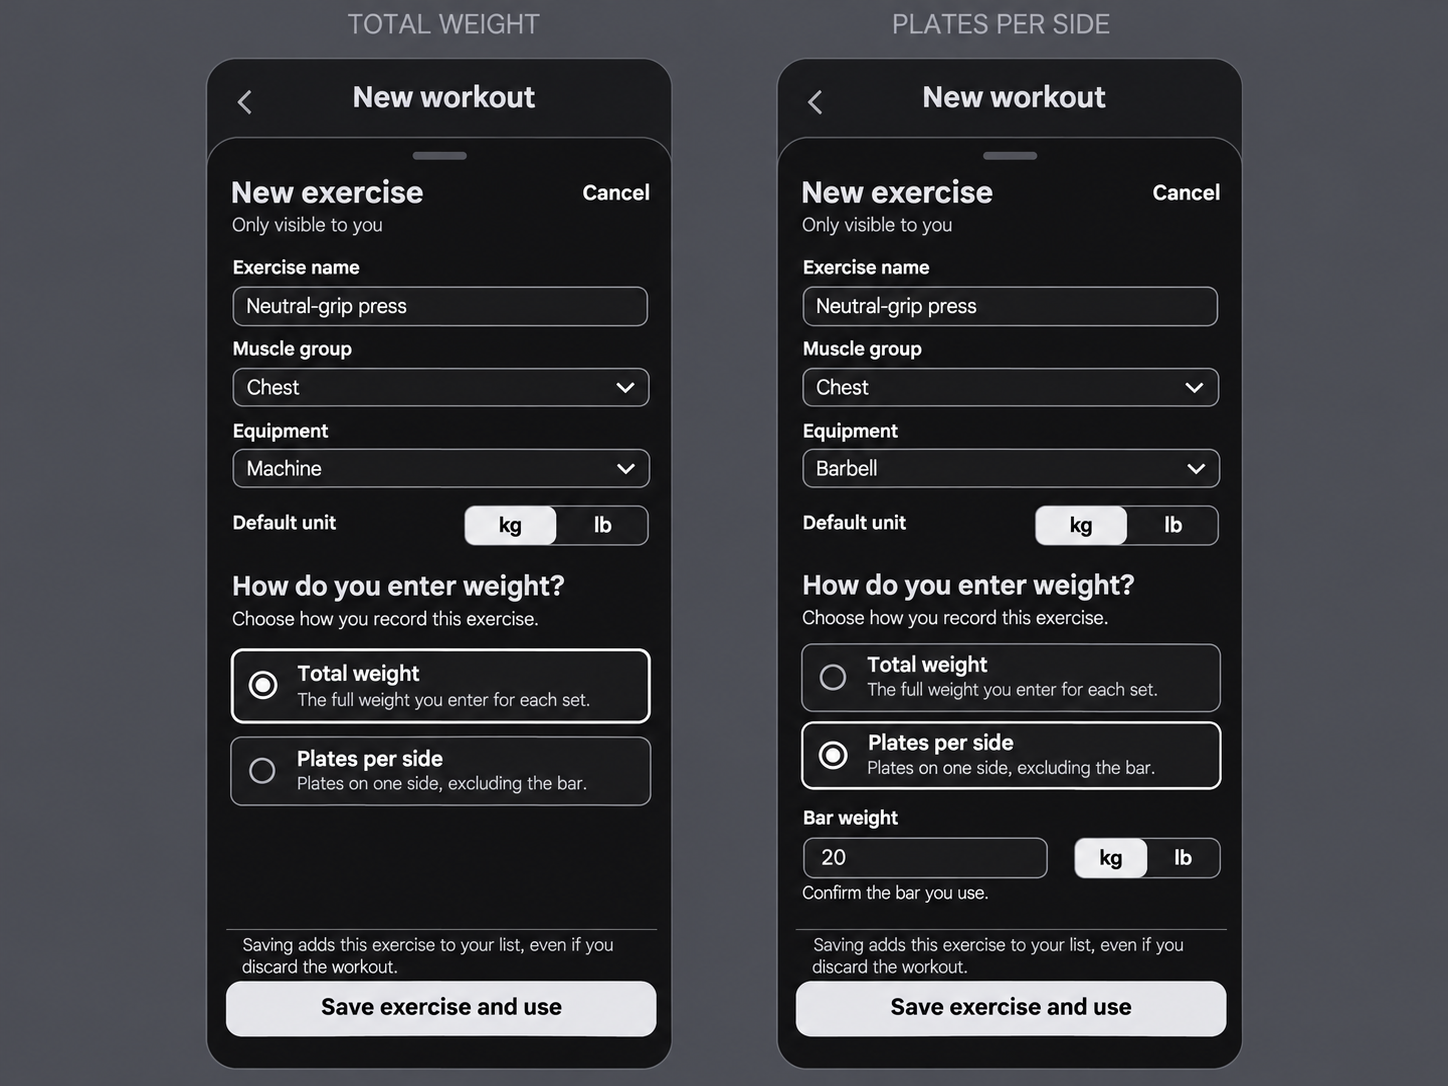 TOTAL WEIGHT
New workout
New exercise
Cancel
Only visible to you
Exercise name
Neutral-grip press
Muscle group
Chest
Equipment
Machine
Default unit
kg
lb
How do you enter weight?
Choose how you record this exercise.
Total weight
The full weight you enter for each set.
Plates per side
Plates on one side, excluding the bar.
Saving adds this exercise to your list, even if you
discard the workout.
Save exercise and use
PLATES PER SIDE
New workout
New exercise
Cancel
Only visible to you
Exercise name
Neutral-grip press
Muscle group
Chest
Equipment
Barbell
Default unit
kg
lb
How do you enter weight?
Choose how you record this exercise.
Total weight
The full weight you enter for each set.
Plates per side
Plates on one side, excluding the bar.
Bar weight
20
kg
lb
Confirm the bar you use.
Saving adds this exercise to your list, even if you
discard the workout.
Save exercise and use